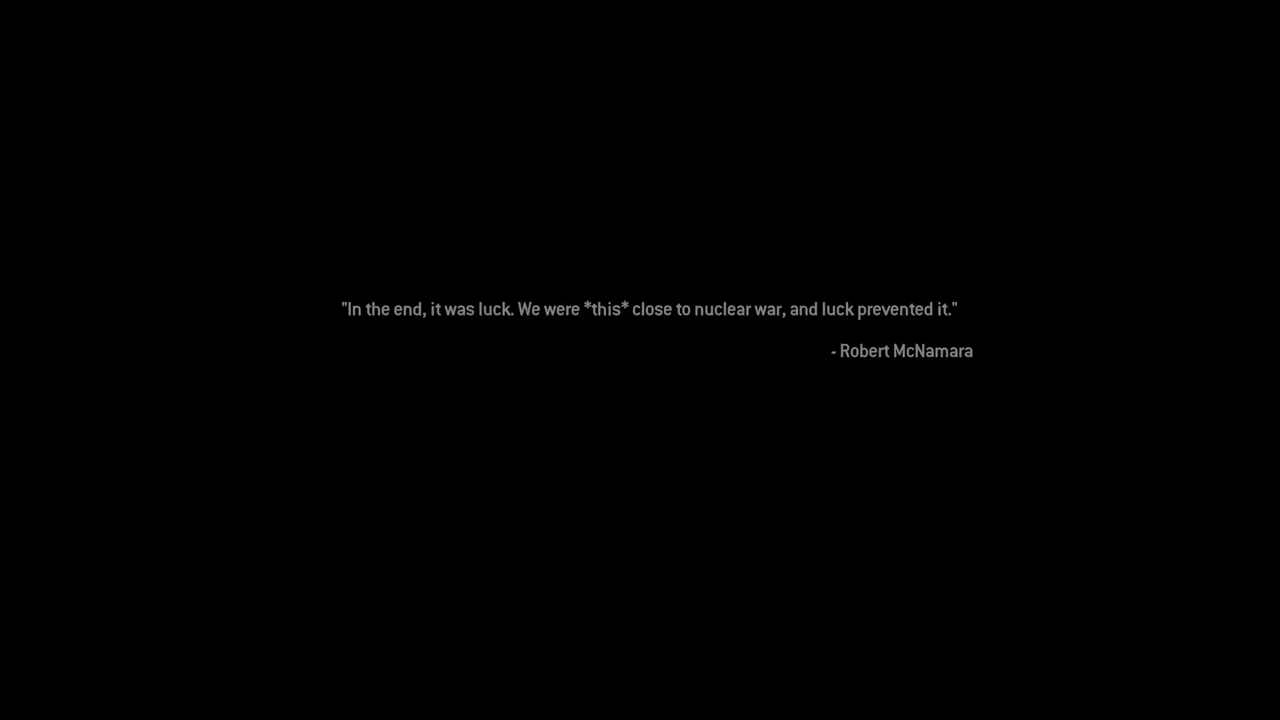 "In the end, it was luck. We were *this* close to nuclear war, and luck prevented it."
- Robert McNamara